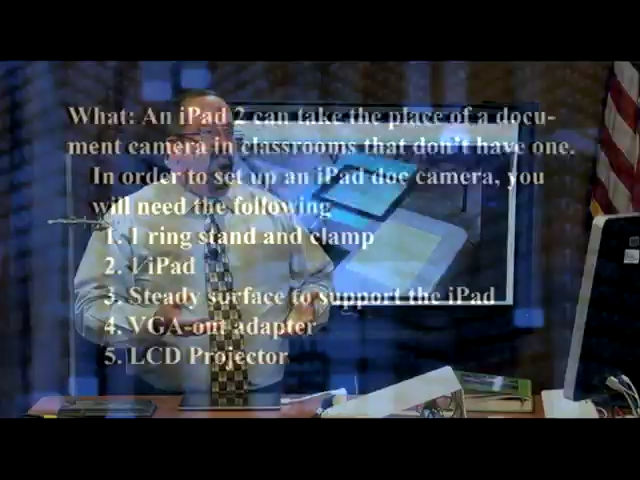 What: An iPad 2 can take the place of a docu-
ment camera in classrooms that don't have one.
In order to set up an iPad doc camera, you
will need the following
1. 1 ring stand and clamp
2. 1 iPad
3. Steady surface to support the iPad
4. VGA-out adapter
5. LCD Projector